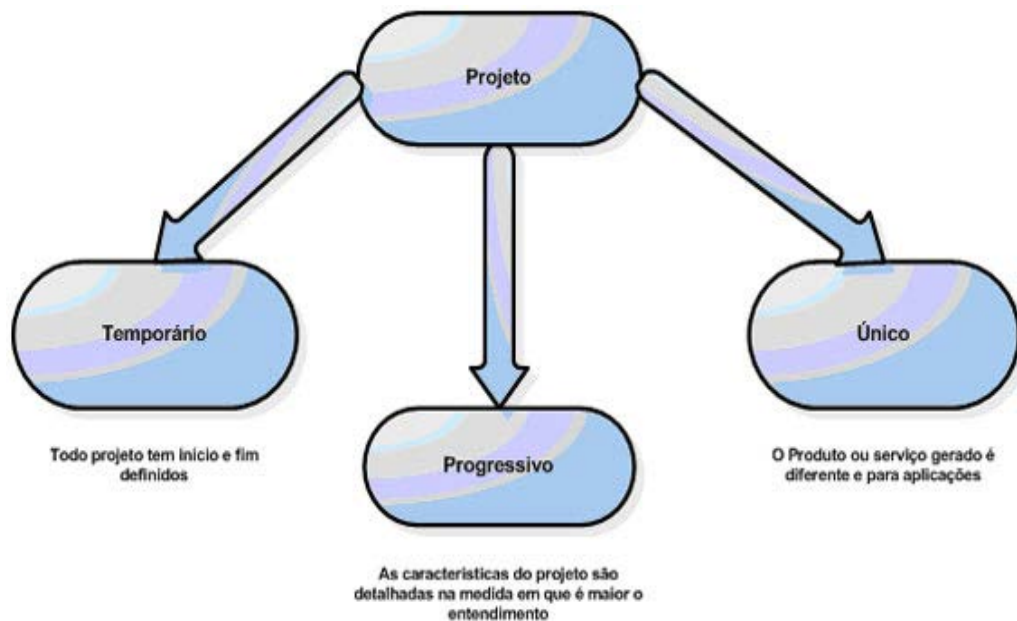 Projeto
Temporário
Único
Todo projeto tem início e fim
definidos
Progressivo
O Produto ou serviço gerado é
diferente e para aplicações
As características do projeto são
detalhadas na medida em que é maior o
entendimento